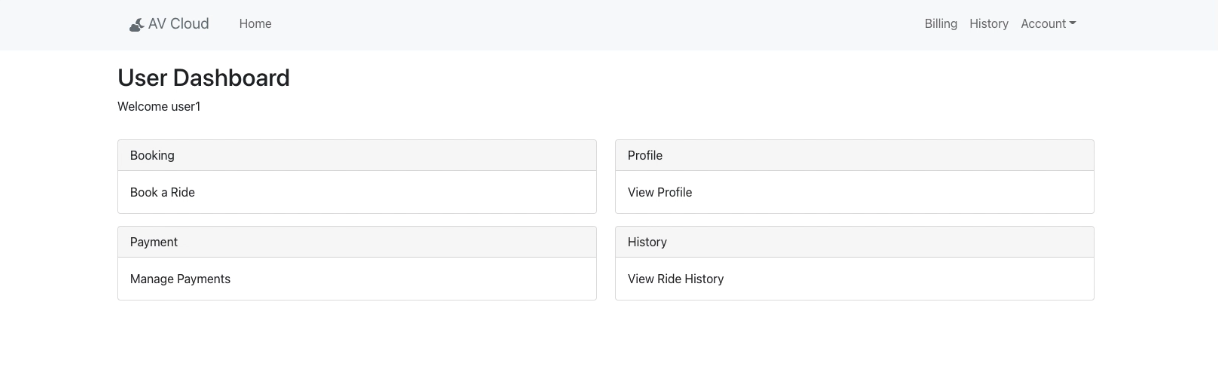 AV Cloud Home Billing History Account
User Dashboard
Welcome user1
Booking
Book a Ride
Profile
View Profile
Payment
Manage Payments
History
View Ride History